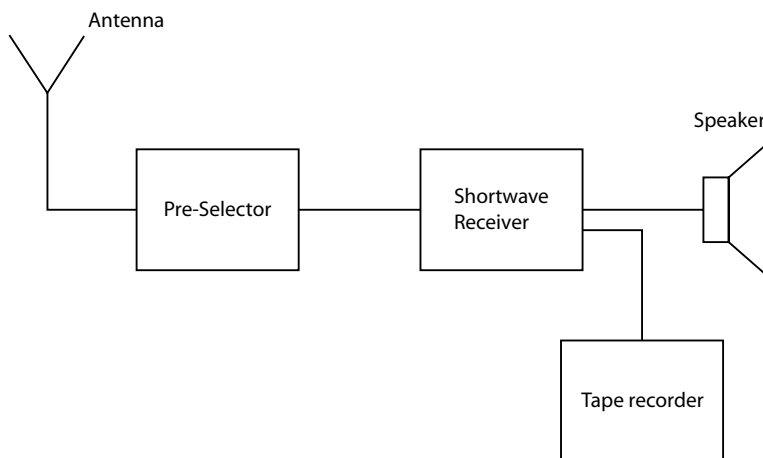 Antenna
Speaker
Pre-Selector
Shortwave
Receiver
Tape recorder